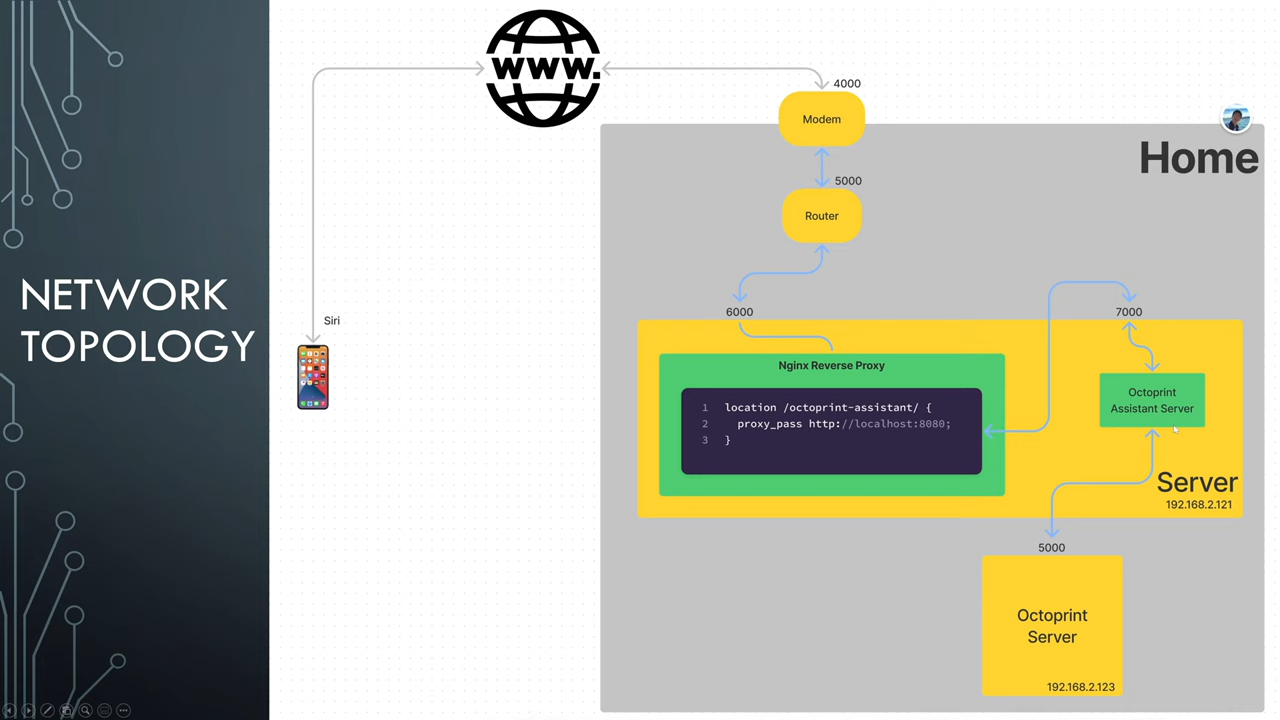 NETWORK
TOPOLOGY
www.
4000
Modem
Home
5000
Router
Siri
6000
7000
Nginx Reverse Proxy
1 location /octoprint-assistant/ {
2 proxy_pass http://localhost:8080;
3 }
Octoprint
Assistant Server
Server
192.168.2.121
5000
Octoprint
Server
192.168.2.123